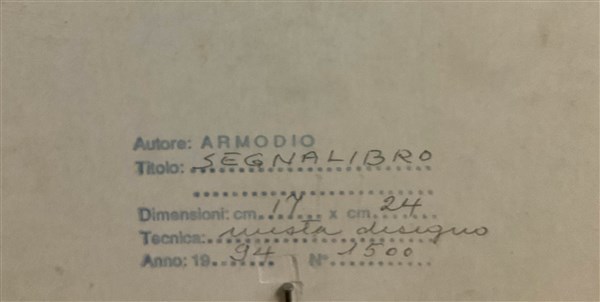 Autore: ARMODIO
Titolo: SEGNALIBRO
Dimensioni: cm. 17 x cm. 24
Tecnica: mista disegno
Anno: 19 94 N° 1500